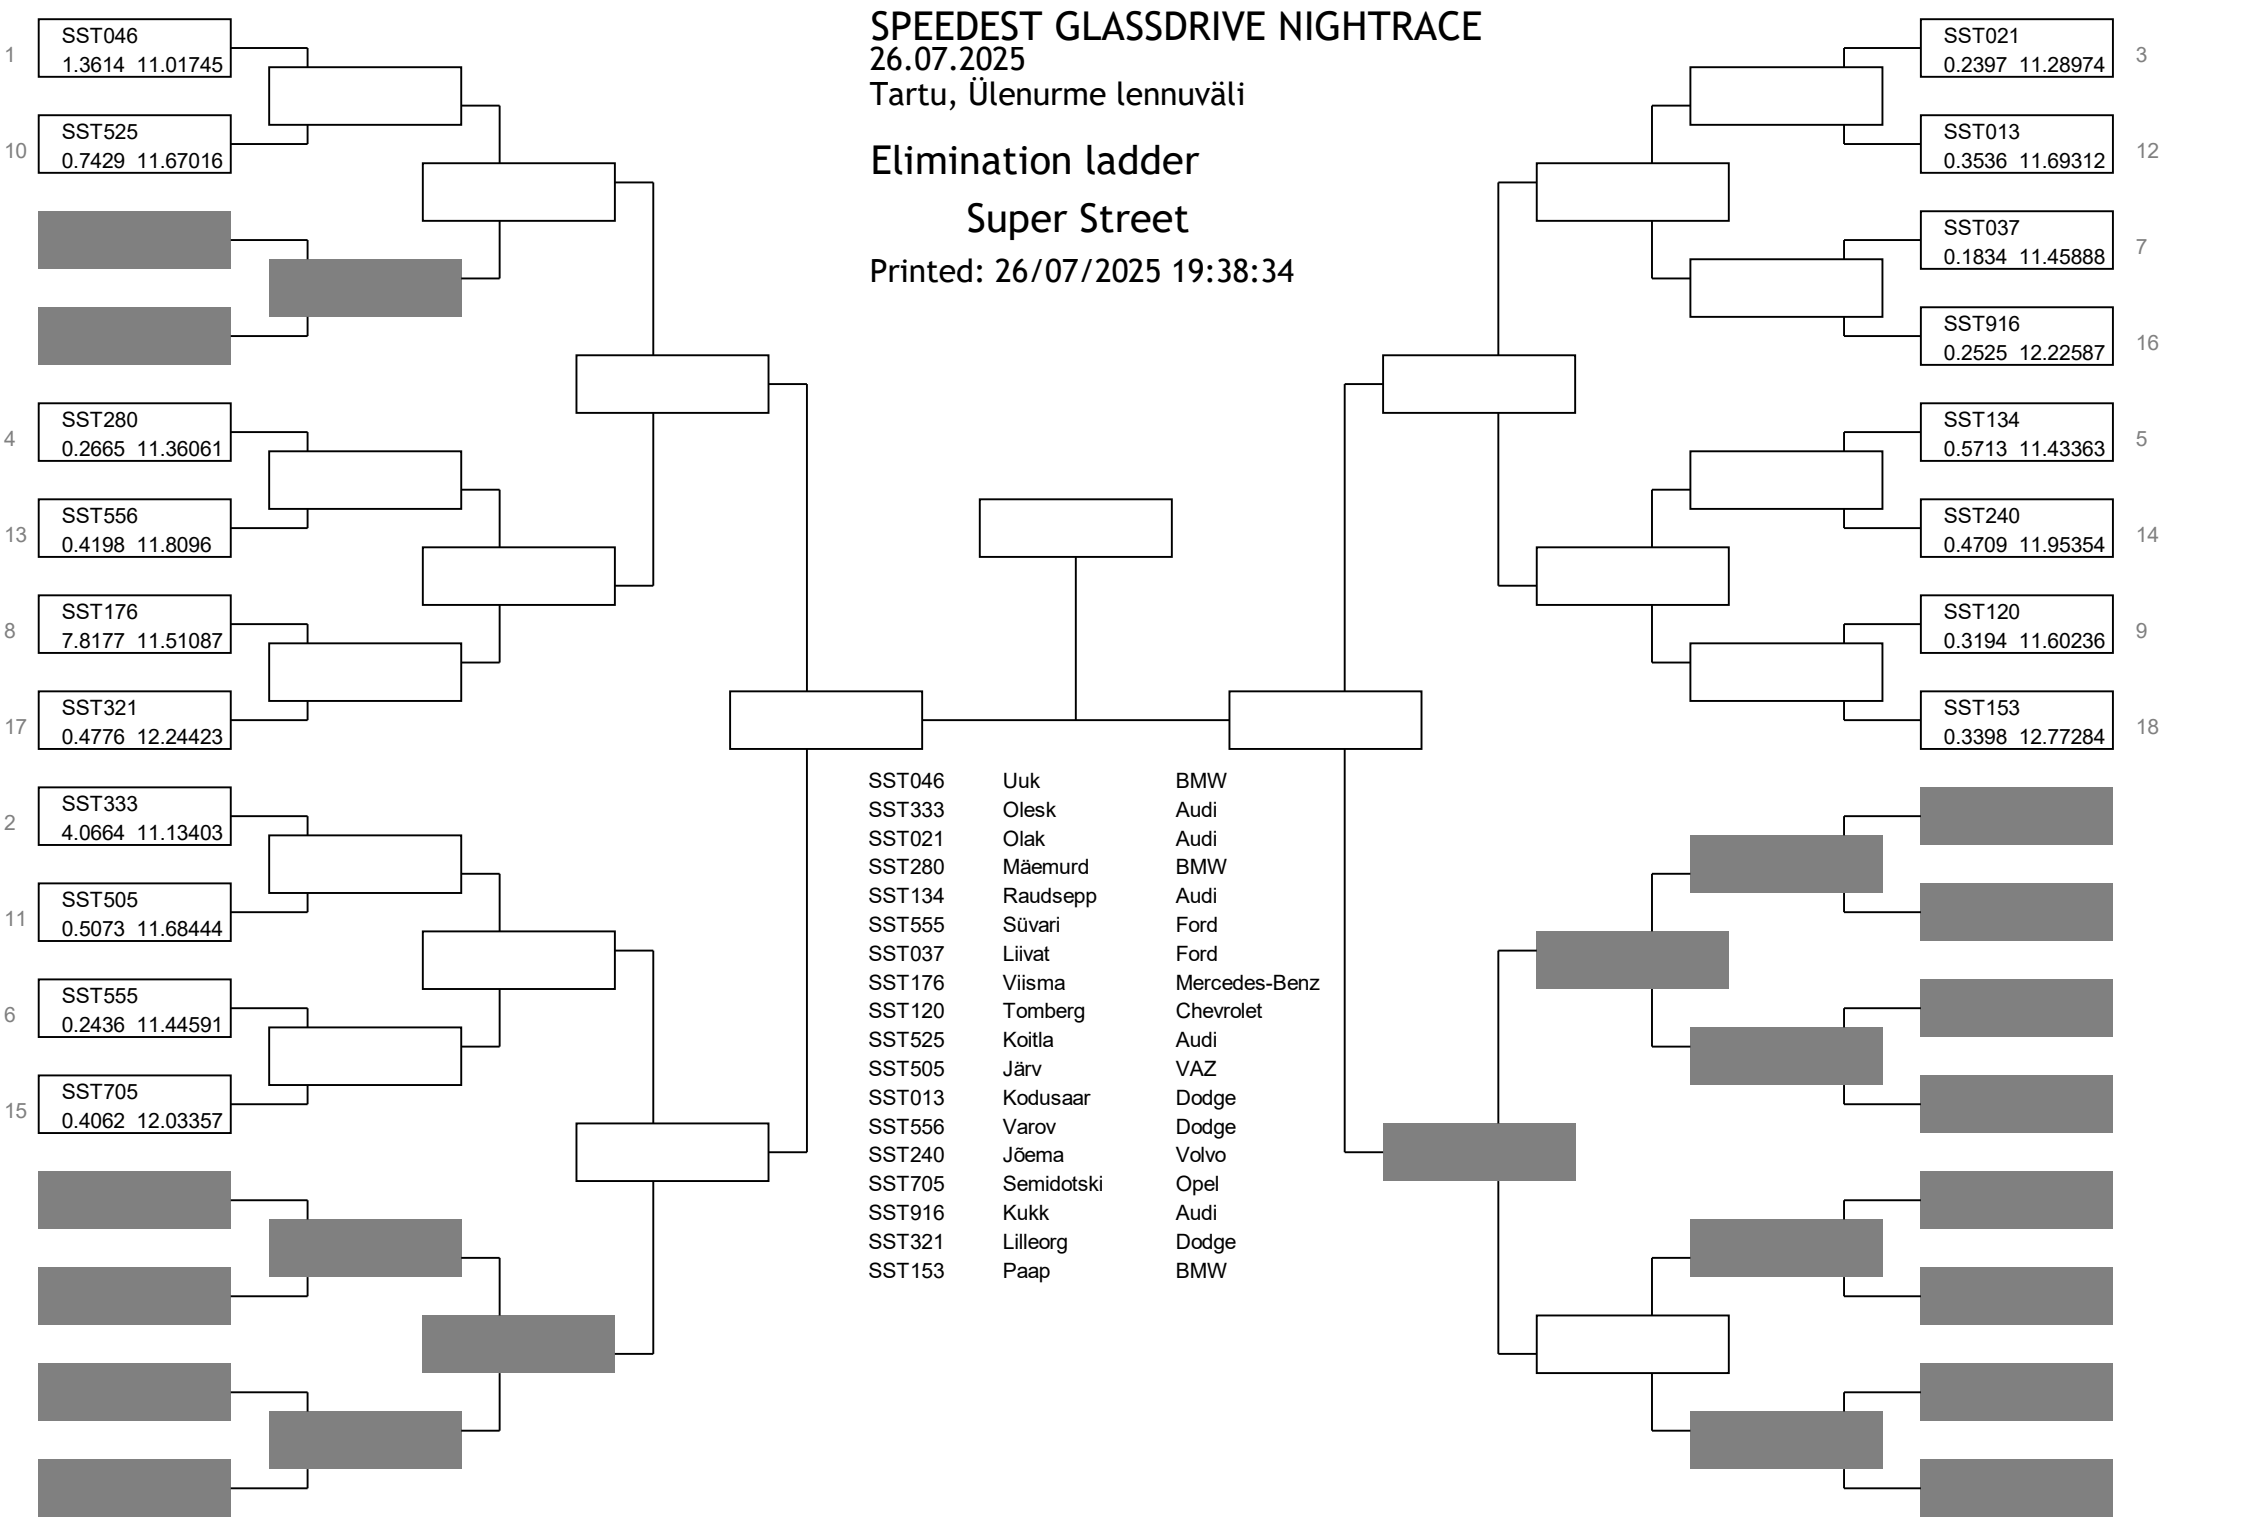 SPEEDEST GLASSDRIVE NIGHTRACE
26.07.2025
Tartu, Ülenurme lennuväli
Elimination ladder
Super Street
Printed: 26/07/2025 19:38:34
1
SST046
1.3614 11.01745
10
SST525
0.7429 11.67016
4
SST280
0.2665 11.36061
13
SST556
0.4198 11.8096
8
SST176
7.8177 11.51087
17
SST321
0.4776 12.24423
2
SST333
4.0664 11.13403
11
SST505
0.5073 11.68444
6
SST555
0.2436 11.44591
15
SST705
0.4062 12.03357
SST021
0.2397 11.28974
3
SST013
0.3536 11.69312
12
SST037
0.1834 11.45888
7
SST916
0.2525 12.22587
16
SST134
0.5713 11.43363
5
SST240
0.4709 11.95354
14
SST120
0.3194 11.60236
9
SST153
0.3398 12.77284
18
SST046 Uuk BMW
SST333 Olesk Audi
SST021 Olak Audi
SST280 Mäemurd BMW
SST134 Raudsepp Audi
SST555 Süvari Ford
SST037 Liivat Ford
SST176 Viisma Mercedes-Benz
SST120 Tomberg Chevrolet
SST525 Koitla Audi
SST505 Järv VAZ
SST013 Kodusaar Dodge
SST556 Varov Dodge
SST240 Jõema Volvo
SST705 Semidotski Opel
SST916 Kukk Audi
SST321 Lilleorg Dodge
SST153 Paap BMW